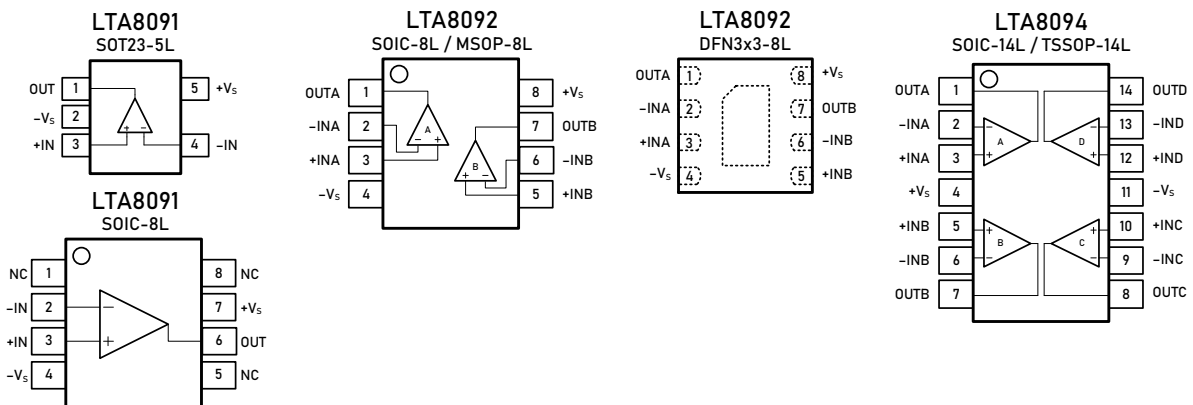 LTA8091
SOT23-5L
OUT 1 5 +Vs
−Vs 2
+IN 3 4 −IN
+ −
LTA8091
SOIC-8L
NC 1 8 NC
−IN 2 − 7 +Vs
+IN 3 + 6 OUT
−Vs 4 5 NC
LTA8092
SOIC-8L / MSOP-8L
OUTA 1 8 +Vs
−INA 2 A 7 OUTB
− +
+INA 3 B 6 −INB
+ −
−Vs 4 5 +INB
LTA8092
DFN3x3-8L
OUTA 1 8 +Vs
−INA 2 7 OUTB
+INA 3 6 −INB
−Vs 4 5 +INB
LTA8094
SOIC-14L / TSSOP-14L
OUTA 1 14 OUTD
−INA 2 − − 13 −IND
A D
+INA 3 + + 12 +IND
+Vs 4 11 −Vs
+INB 5 + + 10 +INC
B C
−INB 6 − − 9 −INC
OUTB 7 8 OUTC